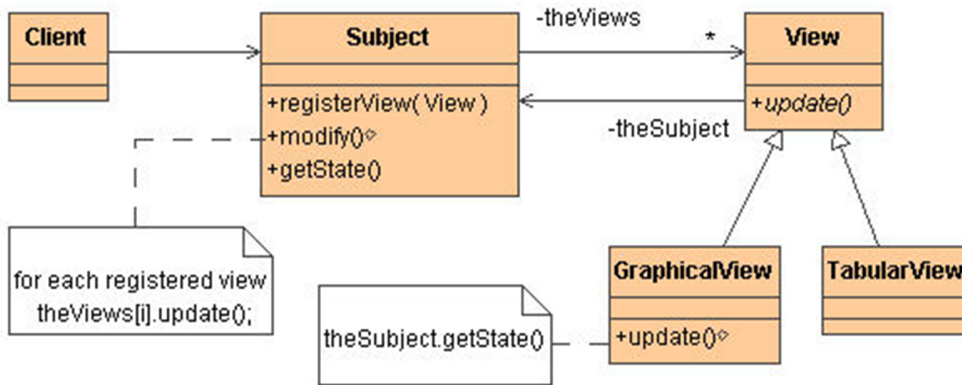 Client
Subject
+registerView( View )
+modify()
+getState()
-theViews
*
-theSubject
View
+update()
for each registered view
theViews[i].update();
theSubject.getState()
GraphicalView
+update()
TabularView